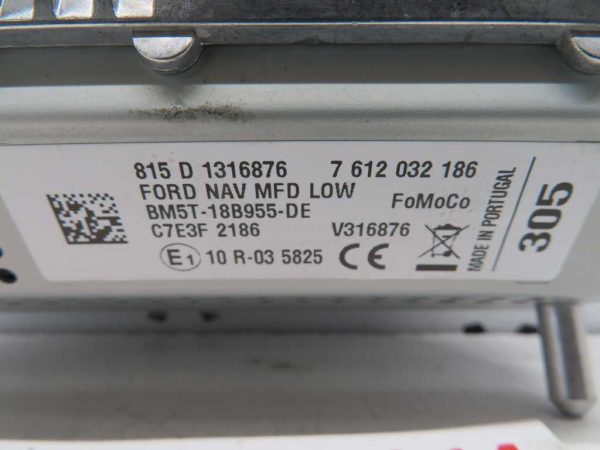 815 D 1316876 7 612 032 186
FORD NAV MFD LOW
BM5T-18B955-DE FoMoCo
C7E3F 2186 V316876
E1 10 R-03 5825 CE
MADE IN PORTUGAL
305